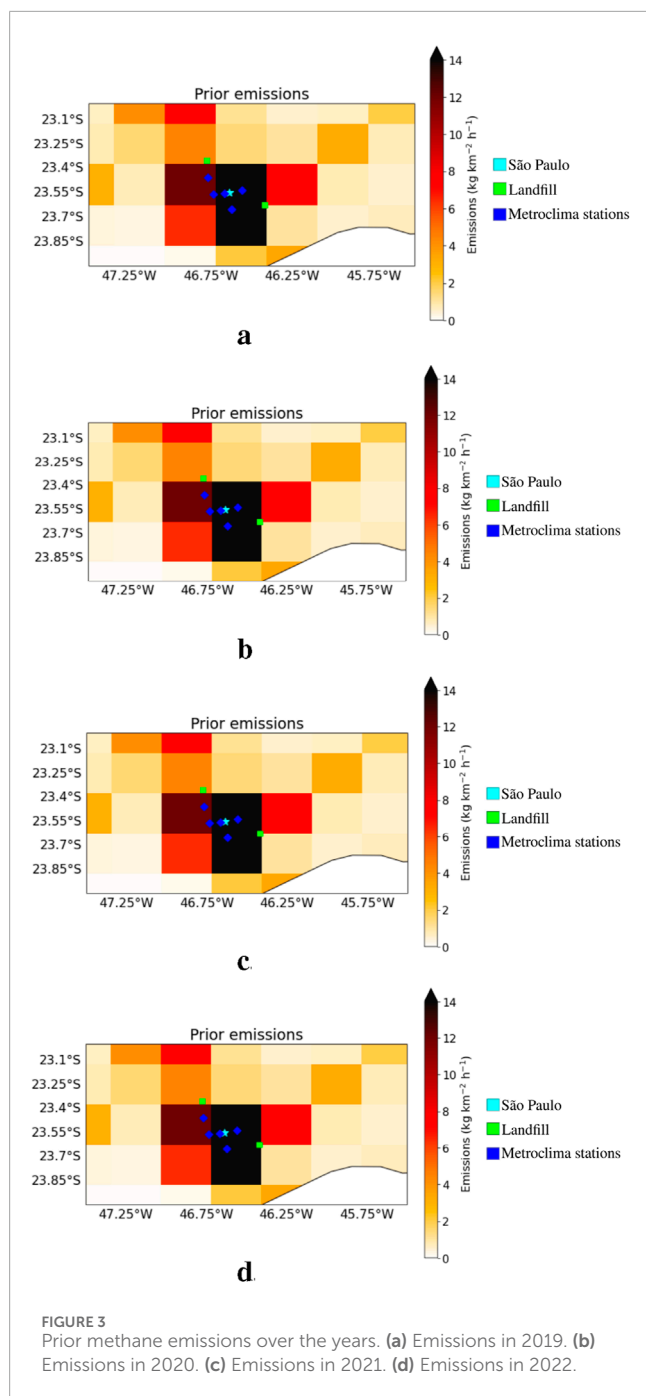 Prior emissions
23.1°S
23.25°S
23.4°S
23.55°S
23.7°S
23.85°S
47.25°W 46.75°W 46.25°W 45.75°W
14
12
10
8
6
4
2
0
Emissions (kg km⁻² h⁻¹)
São Paulo
Landfill
Metroclima stations
a
Prior emissions
23.1°S
23.25°S
23.4°S
23.55°S
23.7°S
23.85°S
47.25°W 46.75°W 46.25°W 45.75°W
14
12
10
8
6
4
2
0
Emissions (kg km⁻² h⁻¹)
São Paulo
Landfill
Metroclima stations
b
Prior emissions
23.1°S
23.25°S
23.4°S
23.55°S
23.7°S
23.85°S
47.25°W 46.75°W 46.25°W 45.75°W
14
12
10
8
6
4
2
0
Emissions (kg km⁻² h⁻¹)
São Paulo
Landfill
Metroclima stations
c.
Prior emissions
23.1°S
23.25°S
23.4°S
23.55°S
23.7°S
23.85°S
47.25°W 46.75°W 46.25°W 45.75°W
14
12
10
8
6
4
2
0
Emissions (kg km⁻² h⁻¹)
São Paulo
Landfill
Metroclima stations
d.
FIGURE 3
Prior methane emissions over the years. (a) Emissions in 2019. (b)
Emissions in 2020. (c) Emissions in 2021. (d) Emissions in 2022.